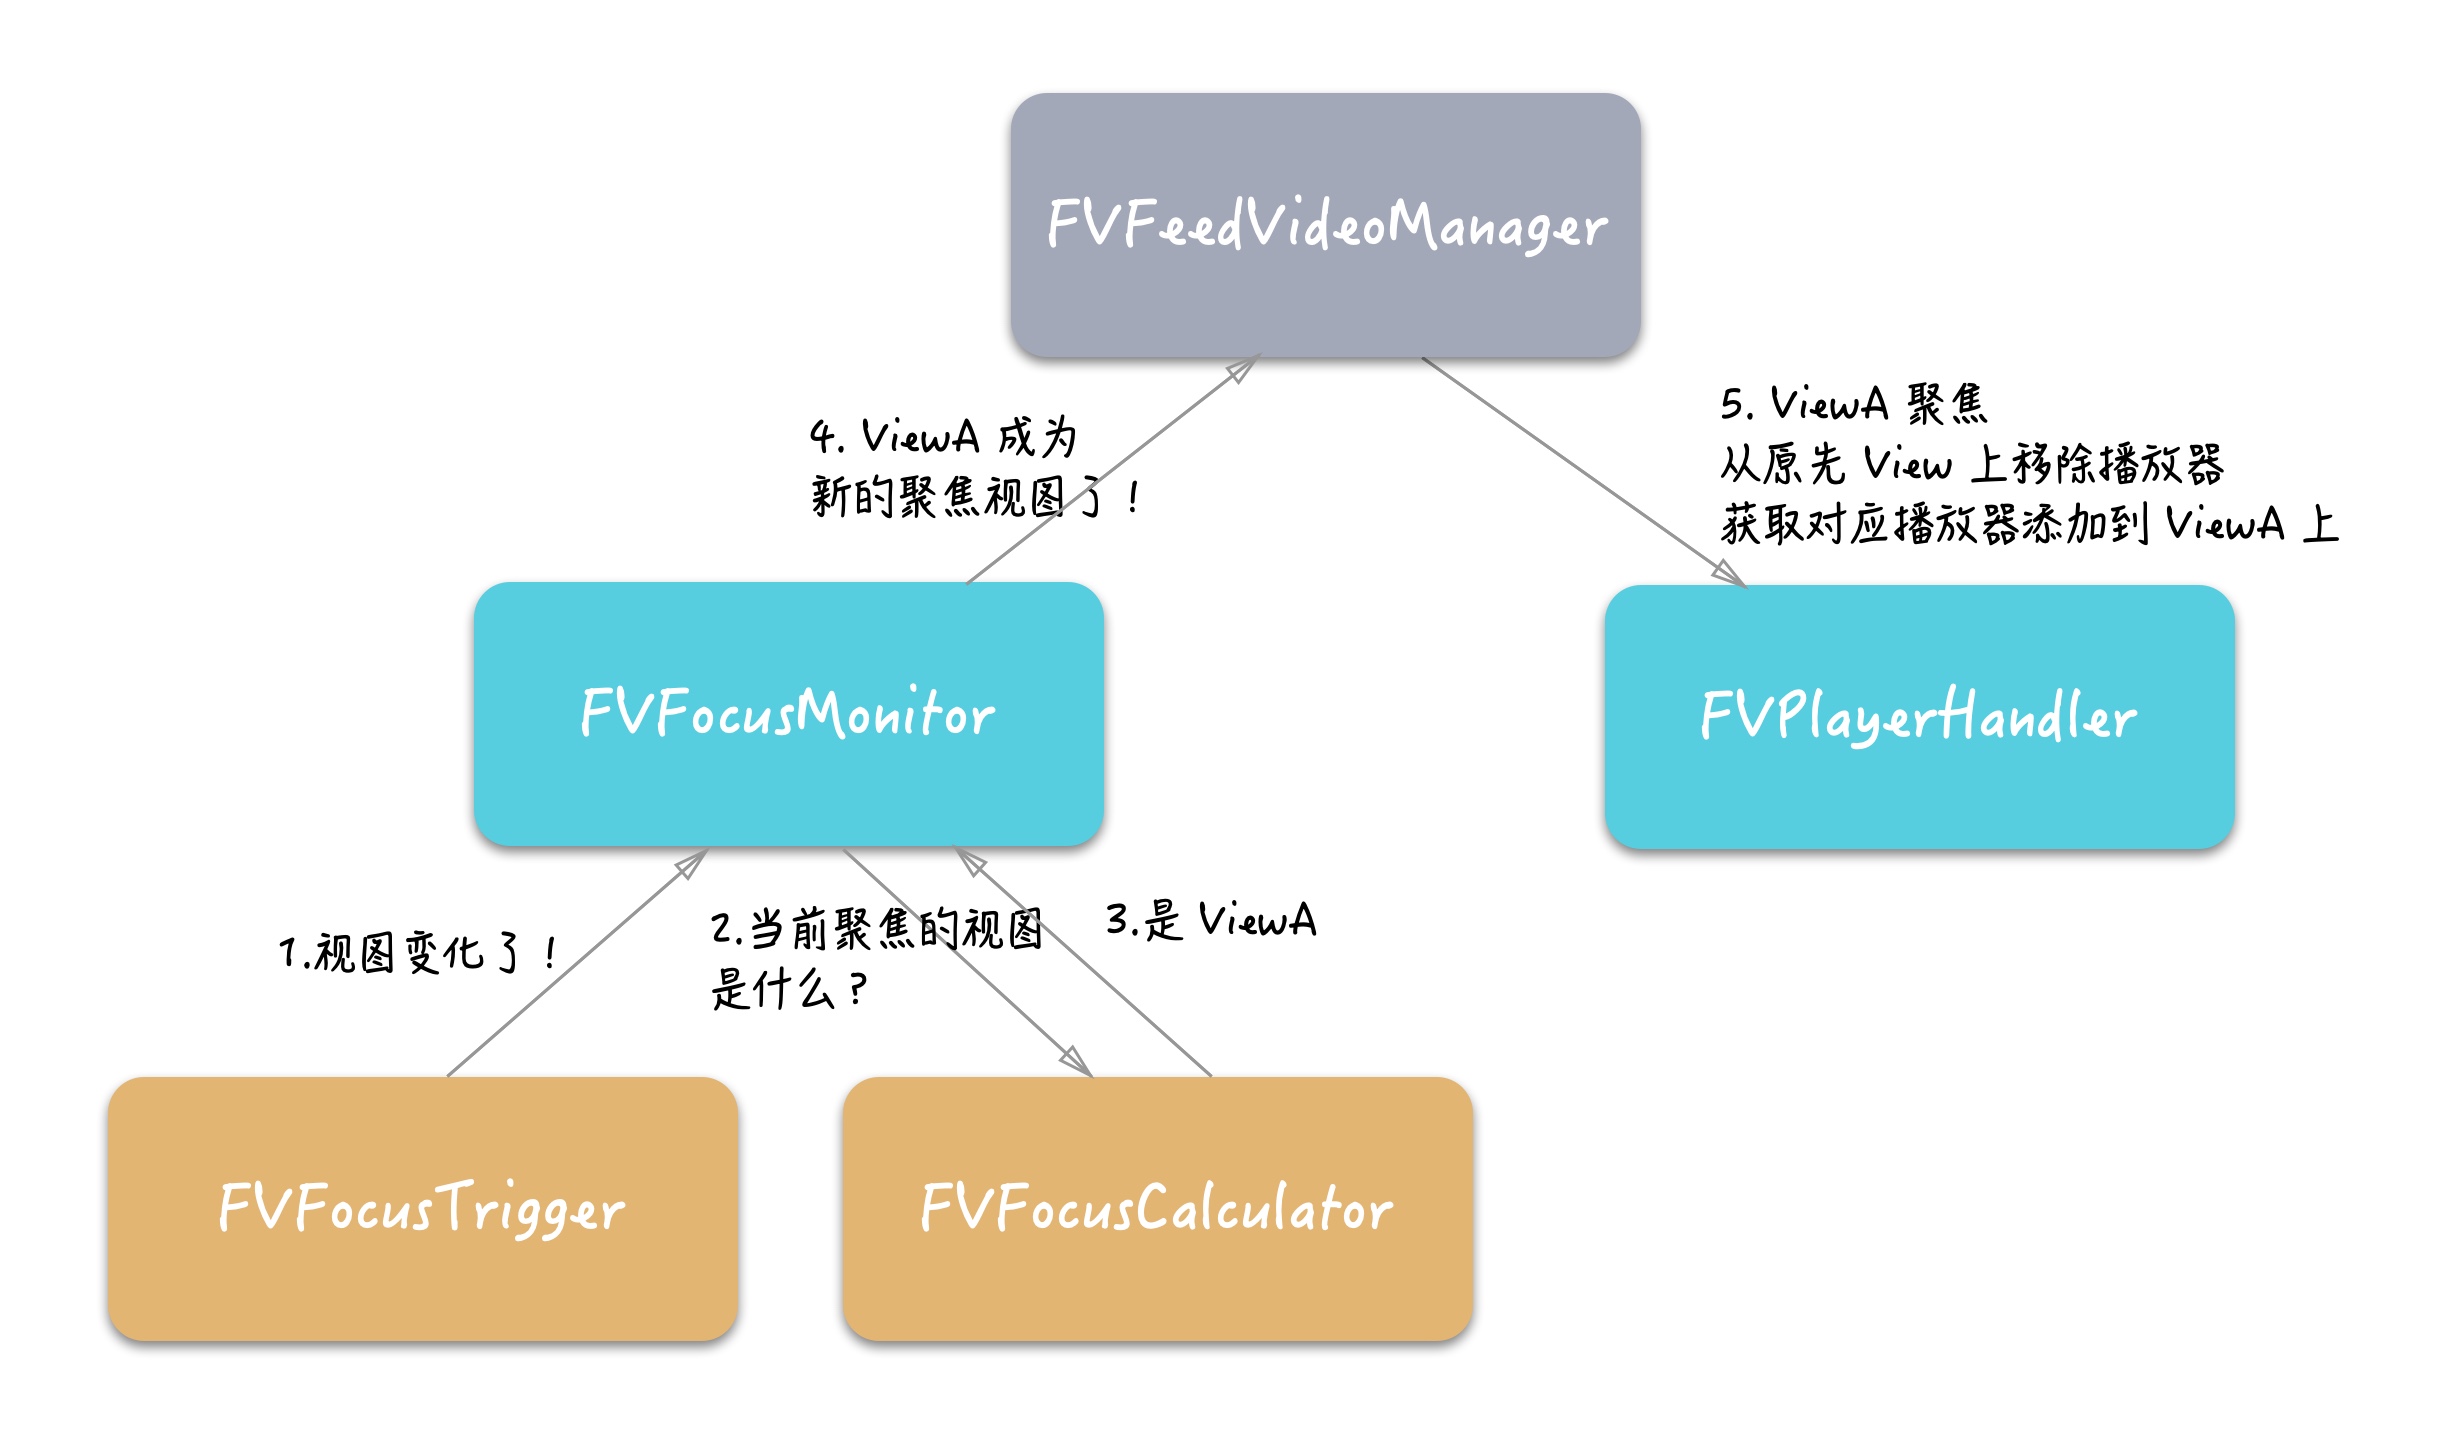 FVFeedVideoManager
4. ViewA 成为
新的聚焦视图了！
5. ViewA 聚焦
从原先 View 上移除播放器
获取对应播放器添加到 ViewA 上
FVFocusMonitor
FVPlayerHandler
1.视图变化了！
2.当前聚焦的视图
是什么？
3.是 ViewA
FVFocusTrigger
FVFocusCalculator